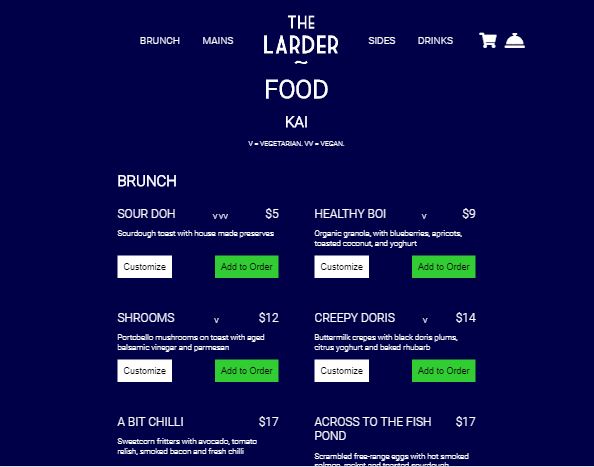 THE
LARDER
~
BRUNCH MAINS SIDES DRINKS
FOOD
KAI
V = VEGETARIAN. VV = VEGAN.
BRUNCH
SOUR DOH V VV $5
Sourdough toast with house made preserves
Customize Add to Order
HEALTHY BOI V $9
Organic granola, with blueberries, apricots,
toasted coconut, and yoghurt
Customize Add to Order
SHROOMS V $12
Portobello mushrooms on toast with aged
balsamic vinegar and parmesan
Customize Add to Order
CREEPY DORIS V $14
Buttermilk crepes with black doris plums,
citrus yoghurt and baked rhubarb
Customize Add to Order
A BIT CHILLI $17
Sweetcorn fritters with avocado, tomato
relish, smoked bacon and fresh chilli
ACROSS TO THE FISH $17
POND
Scrambled free-range eggs with hot smoked
salmon, rocket and toasted sourdough